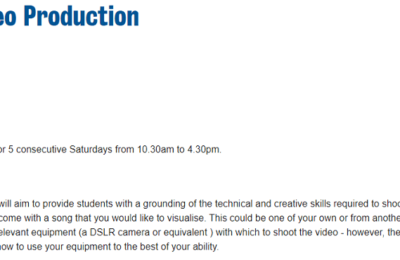 eo Production
or 5 consecutive Saturdays from 10.30am to 4.30pm.
will aim to provide students with a grounding of the technical and creative skills required to shoo
come with a song that you would like to visualise. This could be one of your own or from anothe
elevant equipment (a DSLR camera or equivalent ) with which to shoot the video - however, the
how to use your equipment to the best of your ability.